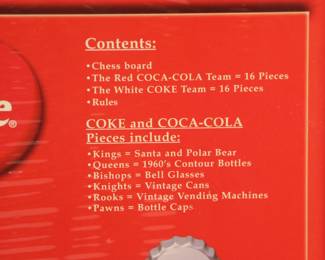 Contents:
•Chess board
•The Red COCA-COLA Team = 16 Pieces
•The White COKE Team = 16 Pieces
•Rules
COKE and COCA-COLA
Pieces include:
•Kings = Santa and Polar Bear
•Queens = 1960's Contour Bottles
•Bishops = Bell Glasses
•Knights = Vintage Cans
•Rooks = Vintage Vending Machines
•Pawns = Bottle Caps
e®